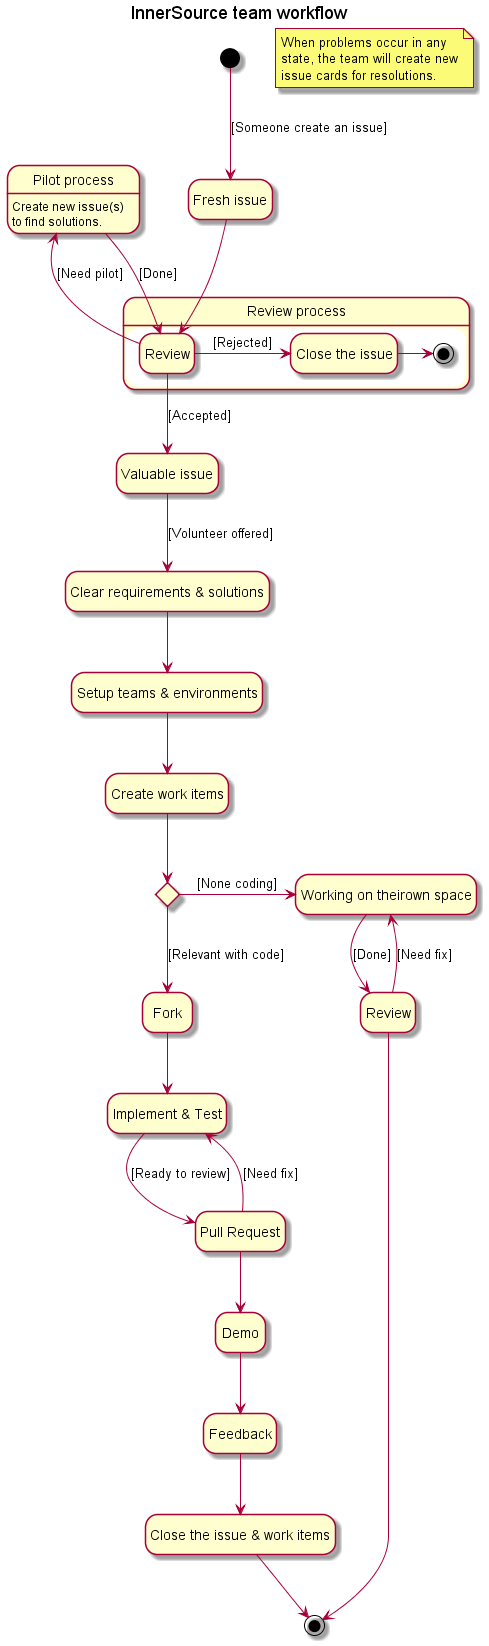 InnerSource team workflow
When problems occur in any
state, the team will create new
issue cards for resolutions.
[Someone create an issue]
Pilot process
Create new issue(s)
to find solutions.
Fresh issue
[Need pilot]
[Done]
Review process
Review
[Rejected]
Close the issue
[Accepted]
Valuable issue
[Volunteer offered]
Clear requirements & solutions
Setup teams & environments
Create work items
[None coding]
Working on theirown space
[Relevant with code]
[Done]
[Need fix]
Fork
Review
Implement & Test
[Ready to review]
[Need fix]
Pull Request
Demo
Feedback
Close the issue & work items